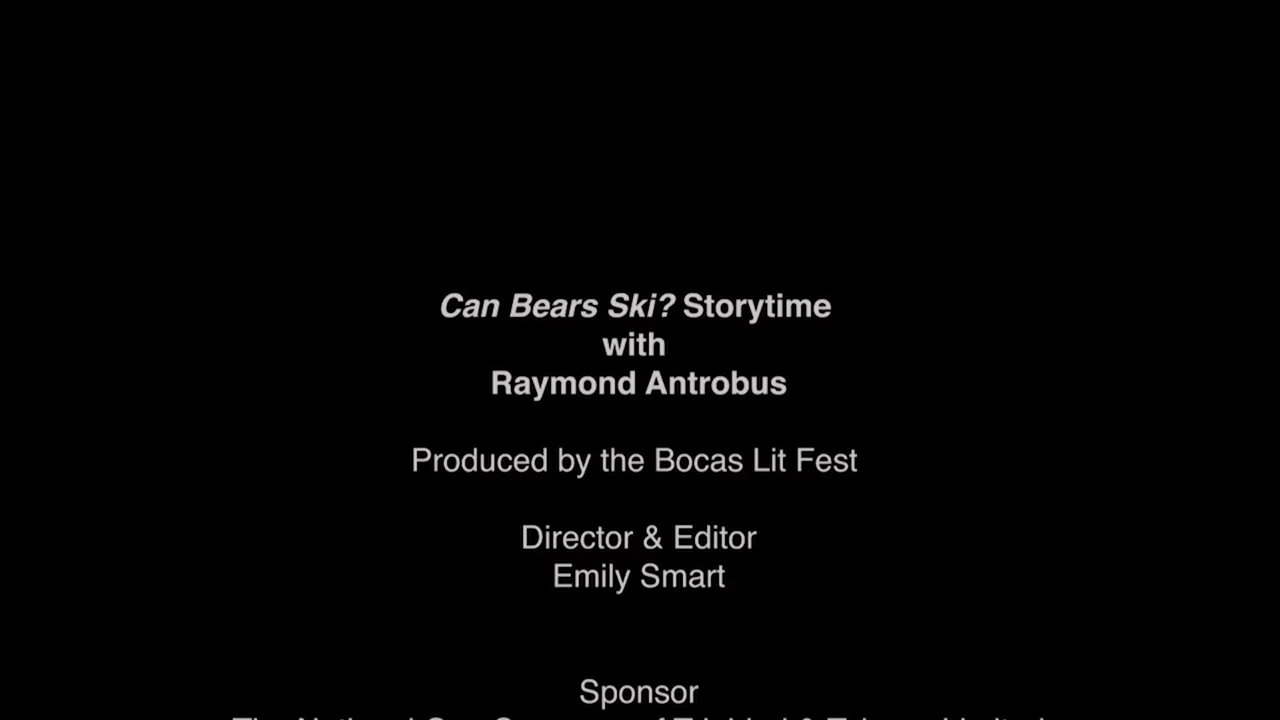 Can Bears Ski? Storytime
with
Raymond Antrobus
Produced by the Bocas Lit Fest
Director & Editor
Emily Smart
Sponsor